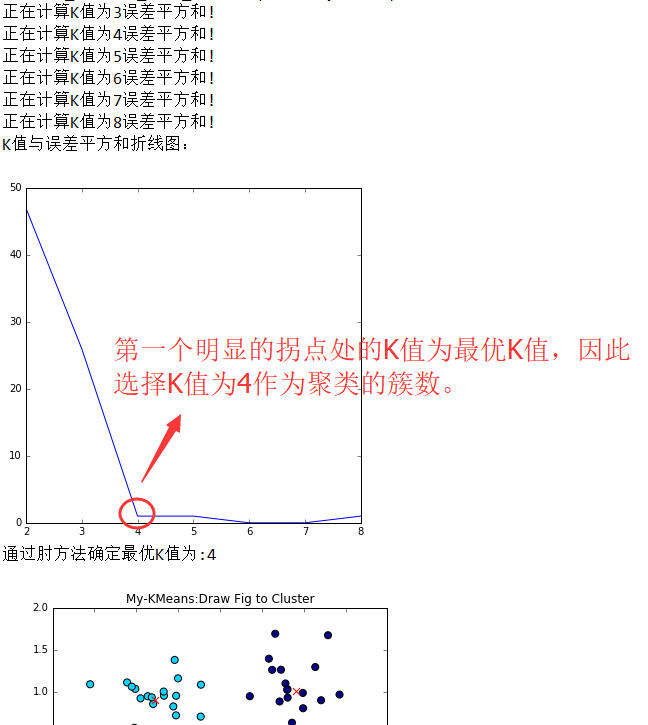 正在计算K值为3误差平方和!
正在计算K值为4误差平方和!
正在计算K值为5误差平方和!
正在计算K值为6误差平方和!
正在计算K值为7误差平方和!
正在计算K值为8误差平方和!
K值与误差平方和折线图:
50
40
30
20
10
0
2 3 4 5 6 7 8
第一个明显的拐点处的K值为最优K值，因此
选择K值为4作为聚类的簇数。
通过肘方法确定最优K值为:4
My-KMeans:Draw Fig to Cluster
2.0
1.5
1.0